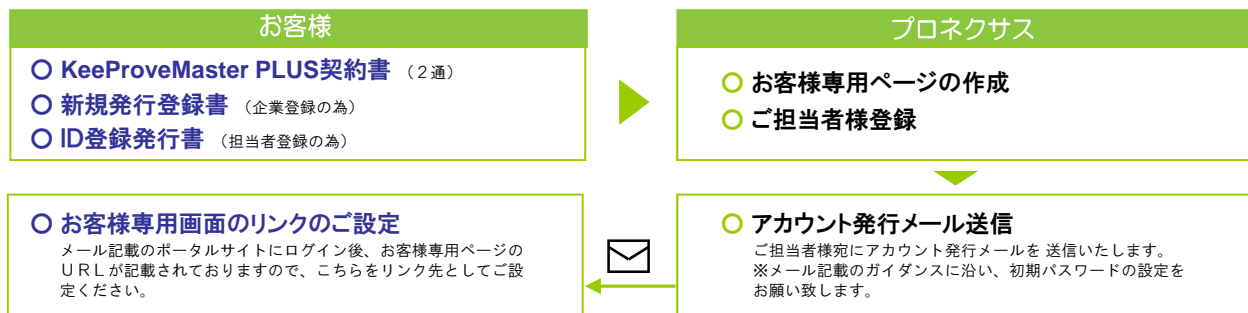 お客様
〇 KeeProveMaster PLUS契約書 （２通）
〇 新規発行登録書 （企業登録の為）
〇 ID登録発行書 （担当者登録の為）
プロネクサス
〇 お客様専用ページの作成
〇 ご担当者様登録
〇 アカウント発行メール送信
ご担当者様宛にアカウント発行メールを 送信いたします。
※メール記載のガイダンスに沿い、初期パスワードの設定を
お願い致します。
〇 お客様専用画面のリンクのご設定
メール記載のポータルサイトにログイン後、お客様専用ページの
ＵＲＬが記載されておりますので、こちらをリンク先としてご設
定ください。